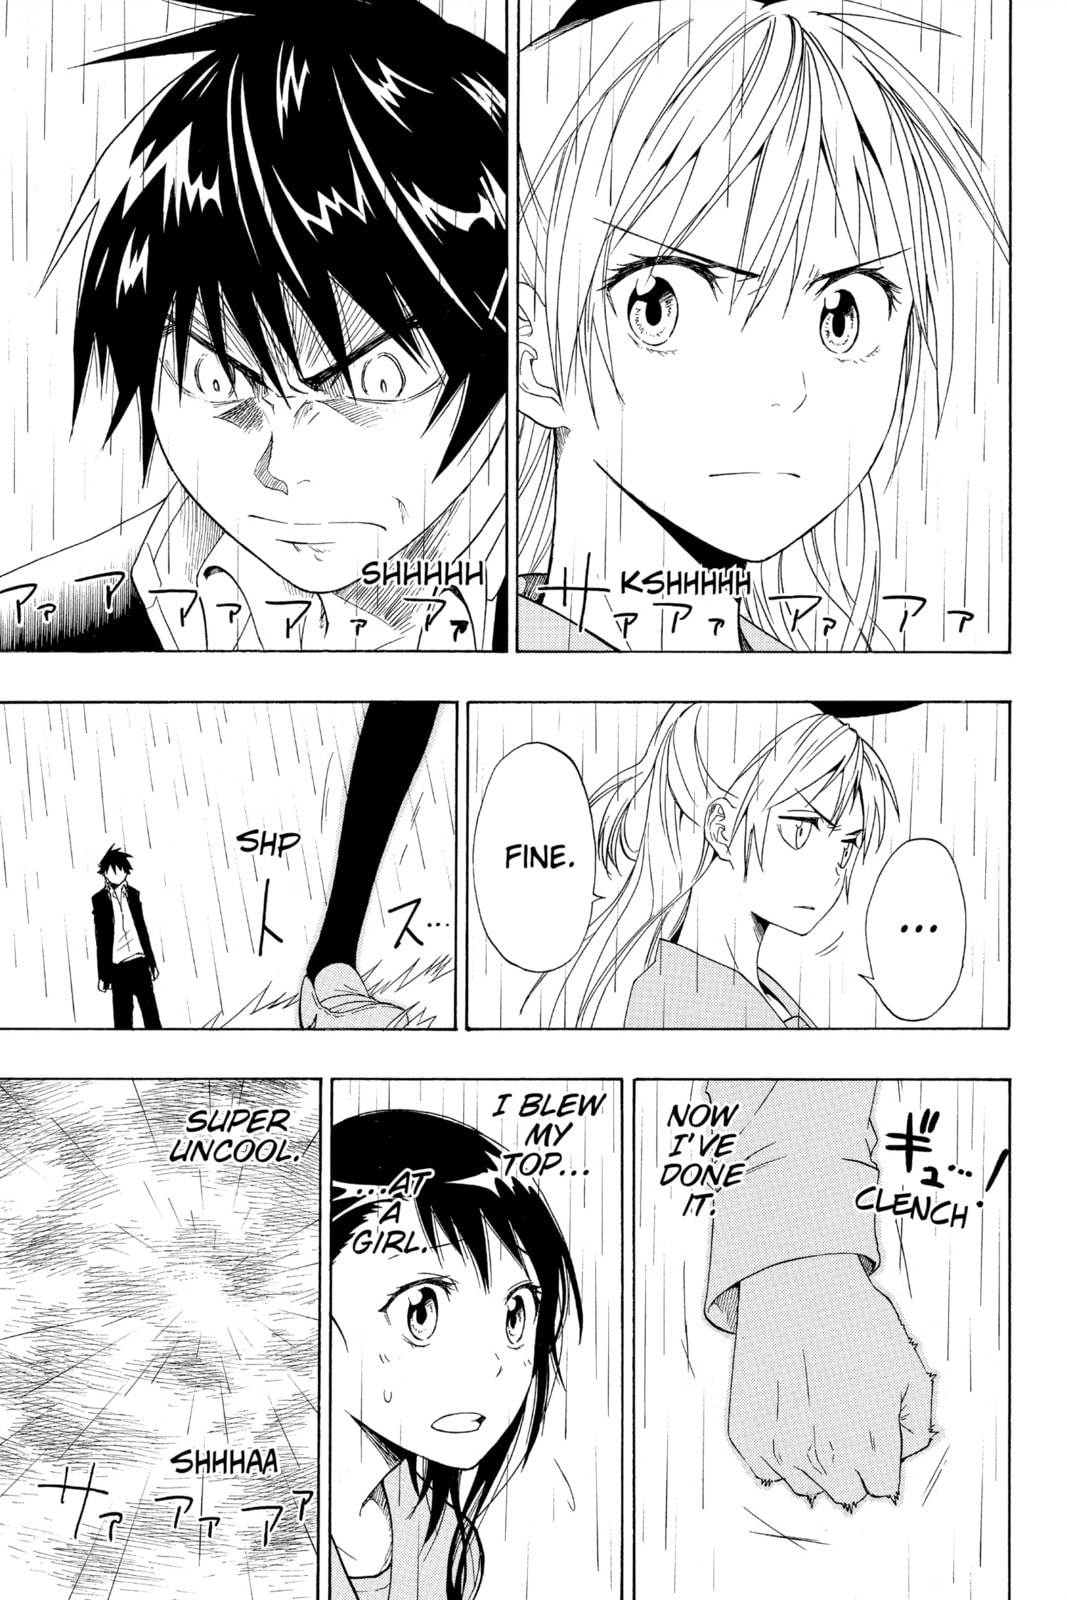 KSHHHHH
サァアァアァアァ
SHHHHH
アァアァアァアァ
...
FINE.
SHP
スト...
ギュ...!
CLENCH
NOW
I'VE
DONE
IT.
I BLEW
MY
TOP...
...AT
A
GIRL.
SUPER
UNCOOL.
SHHHAA
サァアァアァ